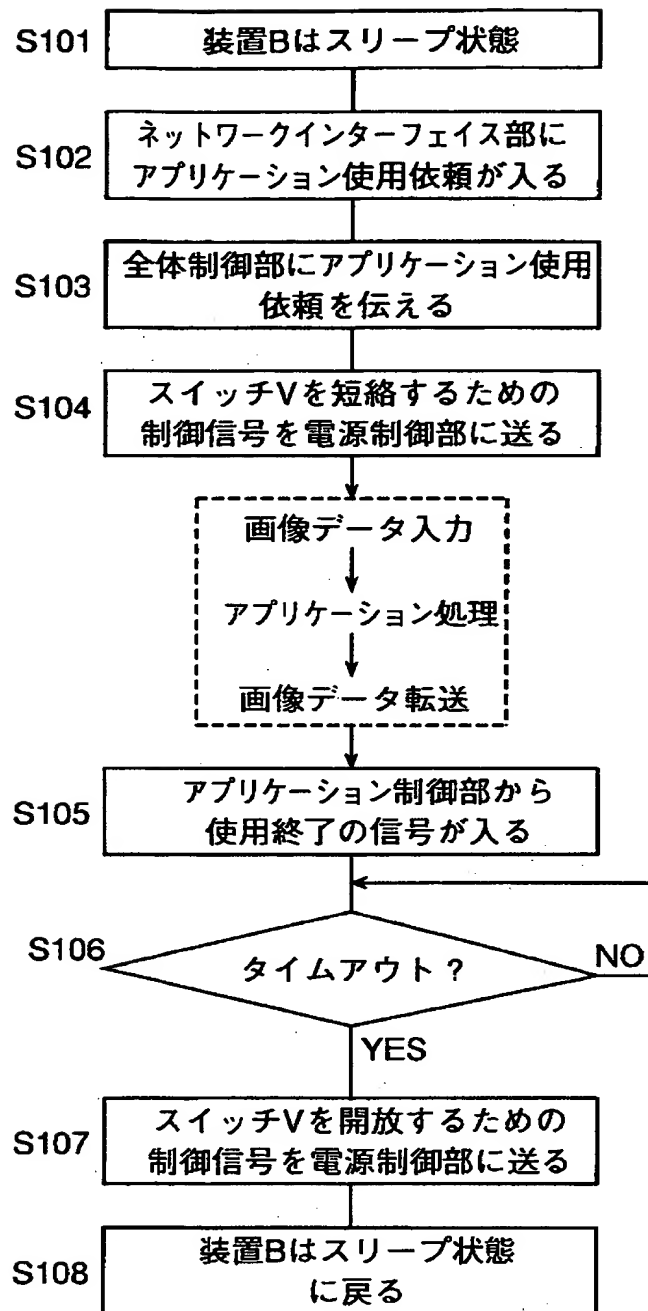 S101
装置Bはスリープ状態
S102
ネットワークインターフェイス部に
アプリケーション使用依頼が入る
S103
全体制御部にアプリケーション使用
依頼を伝える
S104
スイッチVを短絡するための
制御信号を電源制御部に送る
画像データ入力
アプリケーション処理
画像データ転送
S105
アプリケーション制御部から
使用終了の信号が入る
S106
タイムアウト?
NO
YES
S107
スイッチVを開放するための
制御信号を電源制御部に送る
S108
装置Bはスリープ状態
に戻る